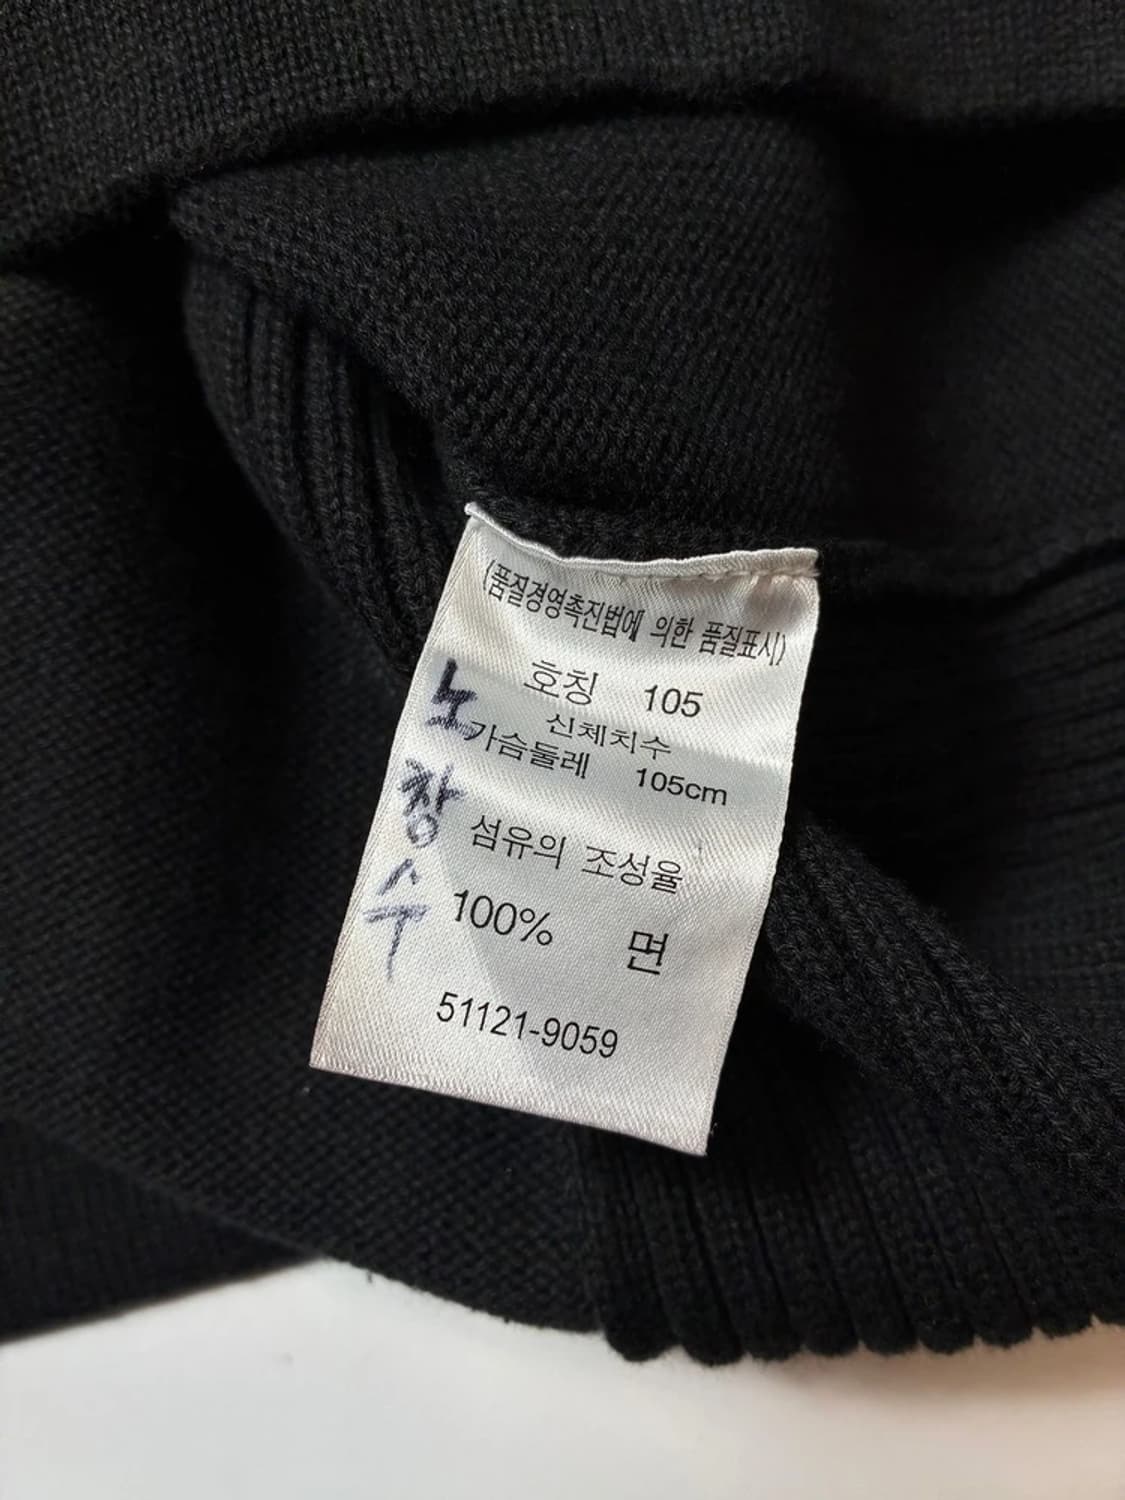 (품질경영촉진법에 의한 품질표시)
호칭 105
신체치수
가슴둘레 105cm
섬유의 조성율
100% 면
51121-9059
노
창
수